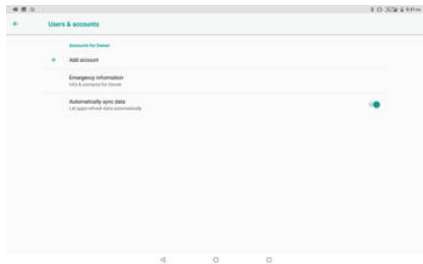 Users & accounts
Accounts for Owner
Add account
Emergency information
Info & contacts for Owner
Automatically sync data
Let apps refresh data automatically